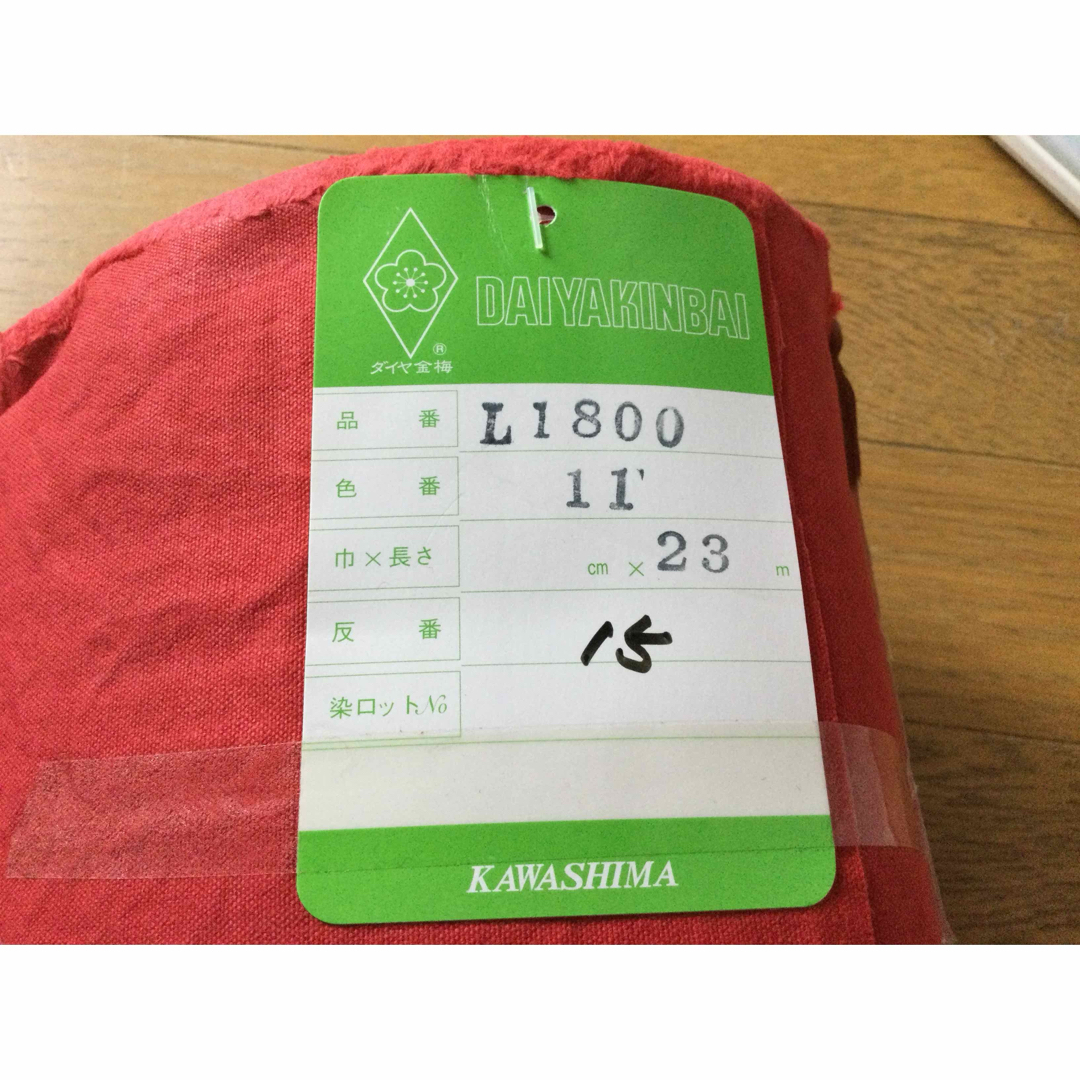 DAIYAKINBAI
®
ダイヤ金梅
品番 L1800
色番 11'
巾×長さ cm × 23 m
反番 15
染ロット№
KAWASHIMA